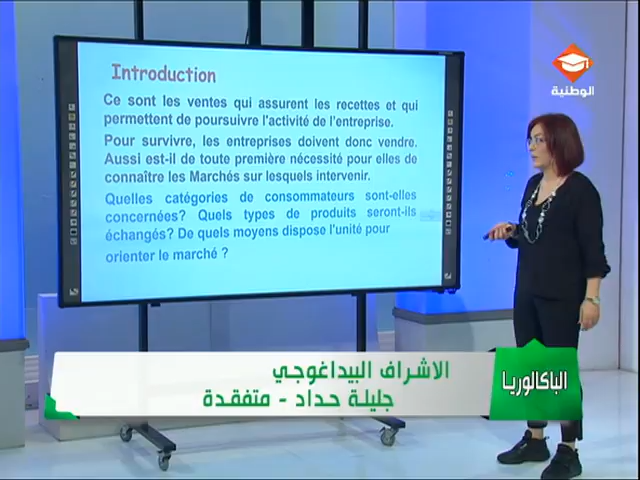 Introduction
Ce sont les ventes qui assurent les recettes et qui
permettent de poursuivre l'activité de l'entreprise.
Pour survivre, les entreprises doivent donc vendre.
Aussi est-il de toute première nécessité pour elles de
connaître les Marchés sur lesquels intervenir.
Quelles catégories de consommateurs sont-elles
concernées? Quels types de produits seront-ils
échangés? De quels moyens dispose l'unité pour
orienter le marché ?
الوطنية
الباكالوريا
الاشراف البيداغوجي
جليلة حداد - متفقدة